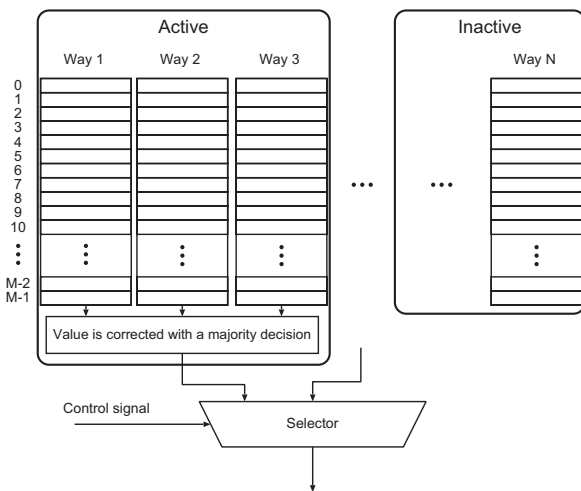 Active
Inactive
Way 1
Way 2
Way 3
Way N
0
1
2
3
4
5
6
7
8
9
10
M-2
M-1
Value is corrected with a majority decision
Control signal
Selector